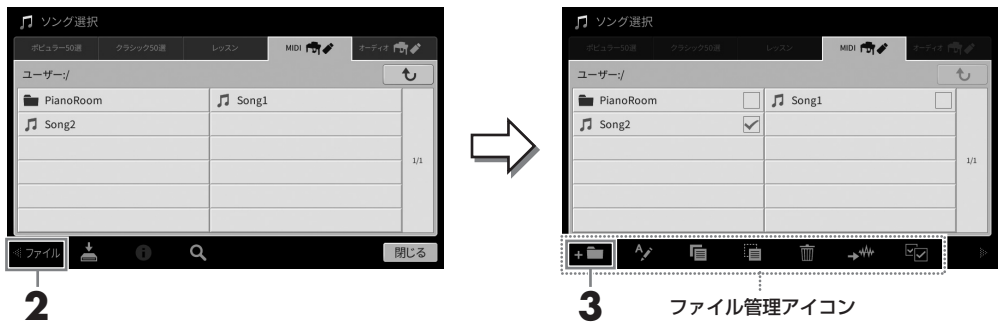 ソング選択
ポピュラー50選 クラシック50選 レッスン MIDI オーディオ
ユーザー:/
PianoRoom Song1
Song2
1/1
ファイル 閉じる
2
ソング選択
ポピュラー50選 クラシック50選 レッスン MIDI オーディオ
ユーザー:/
PianoRoom Song1
Song2
1/1
3 ファイル管理アイコン